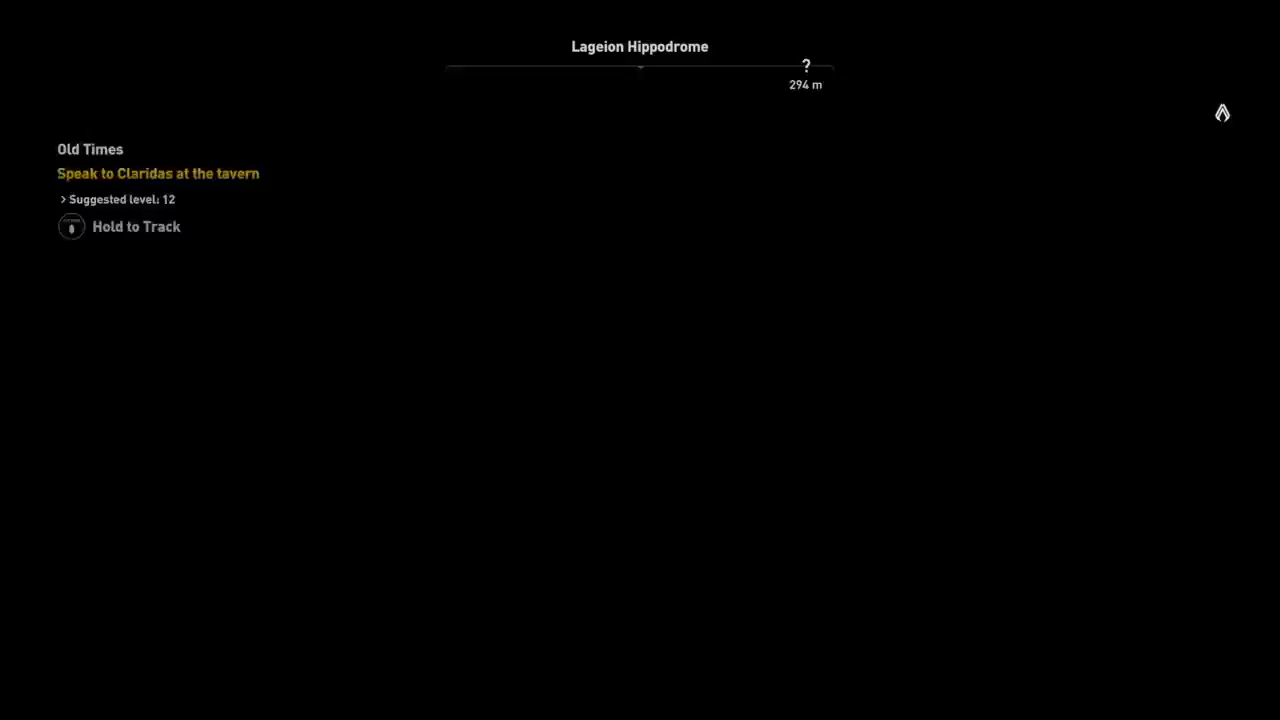 Lageion Hippodrome
?
294 m
Old Times
Speak to Claridas at the tavern
> Suggested level: 12
Hold to Track